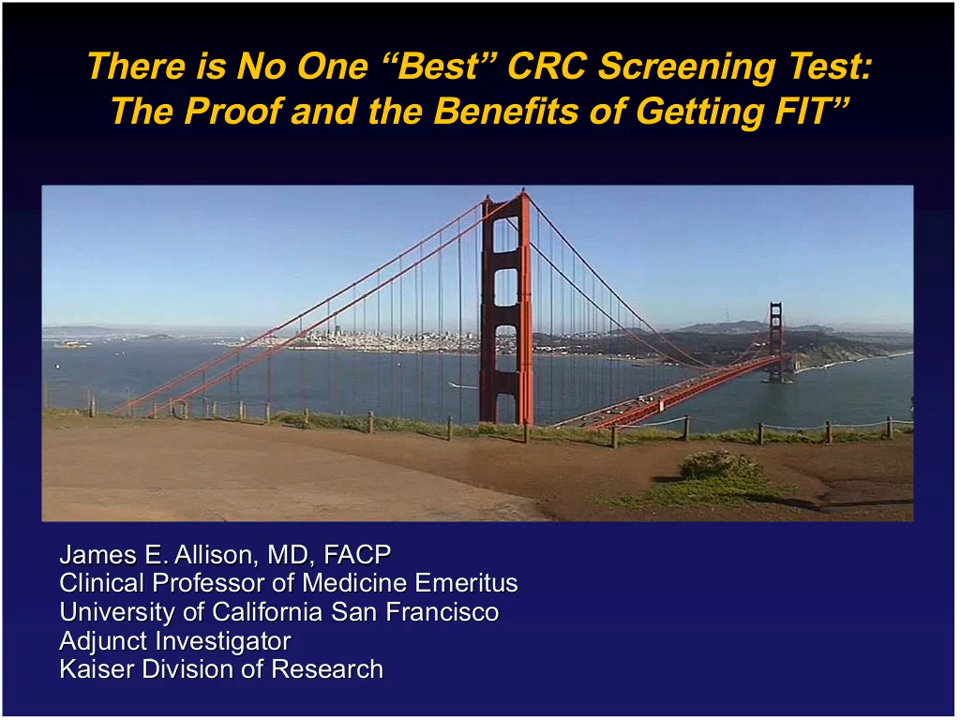 There is No One “Best” CRC Screening Test:
The Proof and the Benefits of Getting FIT”
James E. Allison, MD, FACP
Clinical Professor of Medicine Emeritus
University of California San Francisco
Adjunct Investigator
Kaiser Division of Research